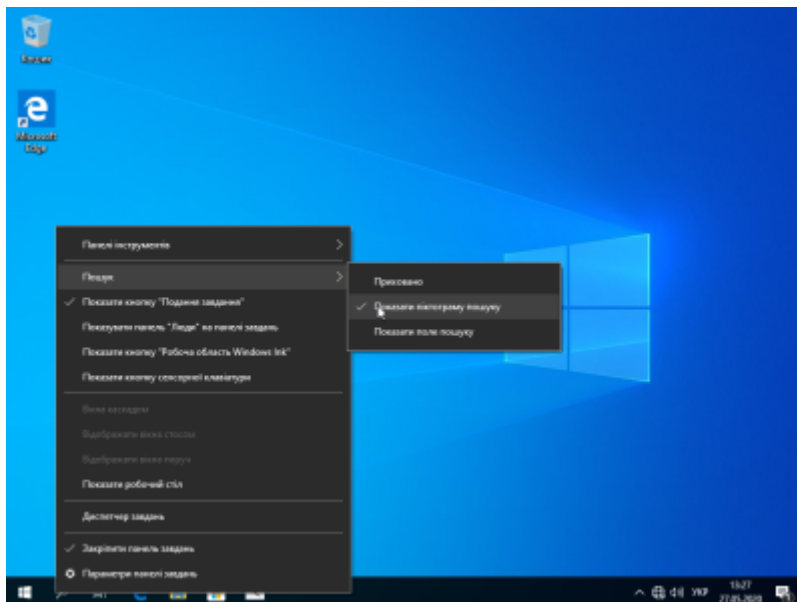 Кошик
Microsoft
Edge
Панелі інструментів
Пошук
Приховано
Показати кнопку "Подання завдання"
Показати піктограму пошуку
Показувати панель "Люди" на панелі завдань
Показати поле пошуку
Показати кнопку "Робоча область Windows Ink"
Показати кнопку сенсорної клавіатури
Вікна каскадом
Відображати вікна стосом
Відображати вікна поруч
Показати робочий стіл
Диспетчер завдань
Закріпити панель завдань
Параметри панелі завдань
УКР
13:27
27.05.2020